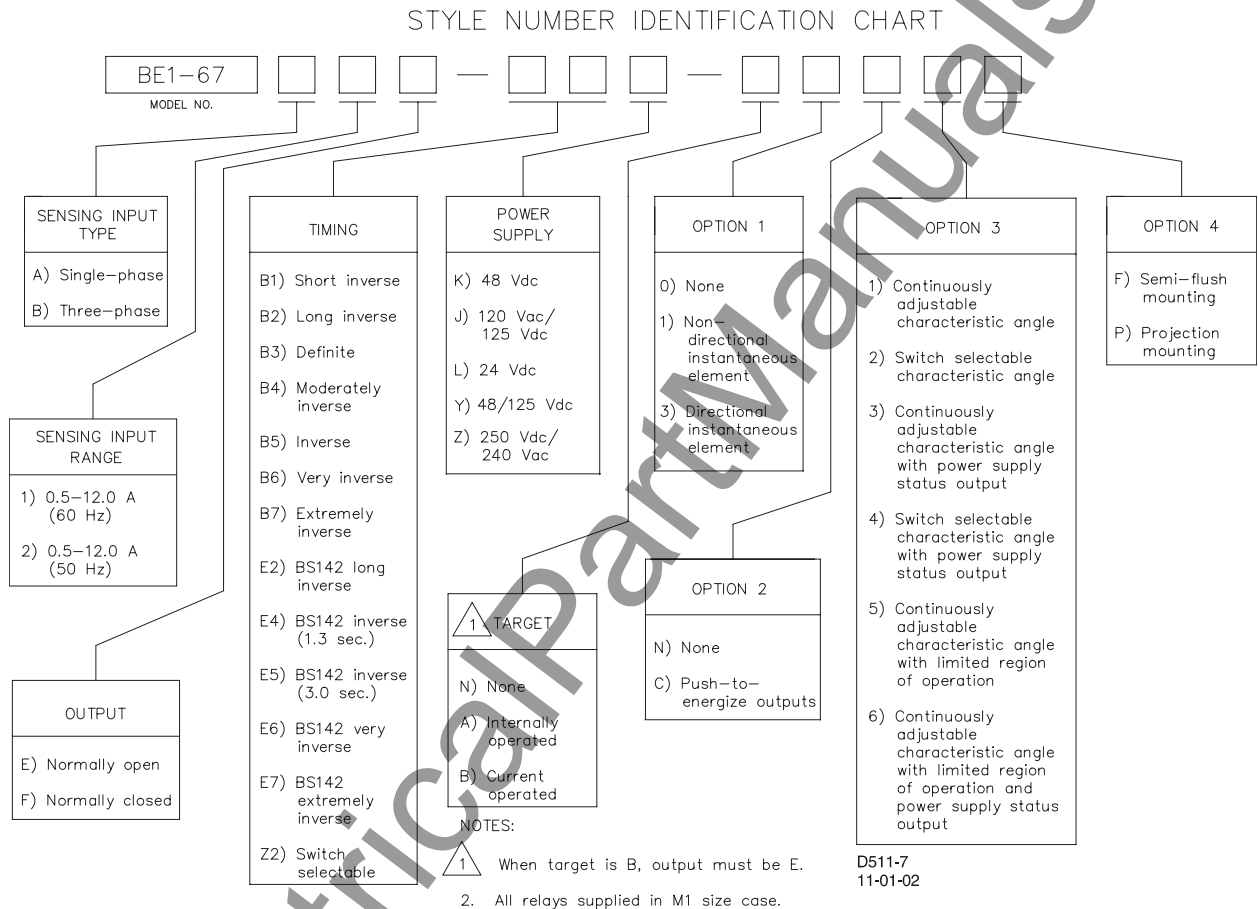 STYLE NUMBER IDENTIFICATION CHART
BE1-67
MODEL NO.
SENSING INPUT
TYPE
A) Single-phase
B) Three-phase
SENSING INPUT
RANGE
1) 0.5-12.0 A
(60 Hz)
2) 0.5-12.0 A
(50 Hz)
OUTPUT
E) Normally open
F) Normally closed
TIMING
B1) Short inverse
B2) Long inverse
B3) Definite
B4) Moderately
inverse
B5) Inverse
B6) Very inverse
B7) Extremely
inverse
E2) BS142 long
inverse
E4) BS142 inverse
(1.3 sec.)
E5) BS142 inverse
(3.0 sec.)
E6) BS142 very
inverse
E7) BS142
extremely
inverse
Z2) Switch
selectable
POWER
SUPPLY
K) 48 Vdc
J) 120 Vac/
125 Vdc
L) 24 Vdc
Y) 48/125 Vdc
Z) 250 Vdc/
240 Vac
1 TARGET
N) None
A) Internally
operated
B) Current
operated
OPTION 1
0) None
1) Non-
directional
instantaneous
element
3) Directional
instantaneous
element
OPTION 2
N) None
C) Push-to-
energize outputs
OPTION 3
1) Continuously
adjustable
characteristic angle
2) Switch selectable
characteristic angle
3) Continuously
adjustable
characteristic angle
with power supply
status output
4) Switch selectable
characteristic angle
with power supply
status output
5) Continuously
adjustable
characteristic angle
with limited region
of operation
6) Continuously
adjustable
characteristic angle
with limited region
of operation and
power supply status
output
OPTION 4
F) Semi-flush
mounting
P) Projection
mounting
NOTES:
1 When target is B, output must be E.
2. All relays supplied in M1 size case.
D511-7
11-01-02
ctricalPartManuals